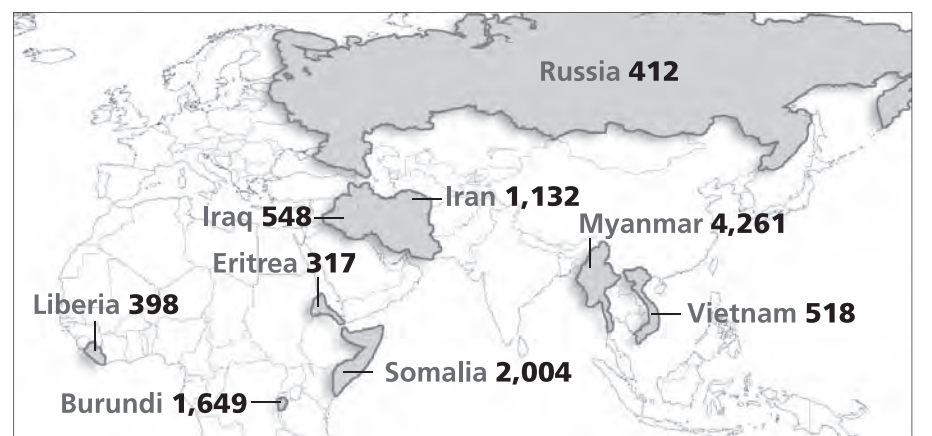 Russia 412
Iran 1,132
Iraq 548
Myanmar 4,261
Eritrea 317
Liberia 398
Vietnam 518
Somalia 2,004
Burundi 1,649